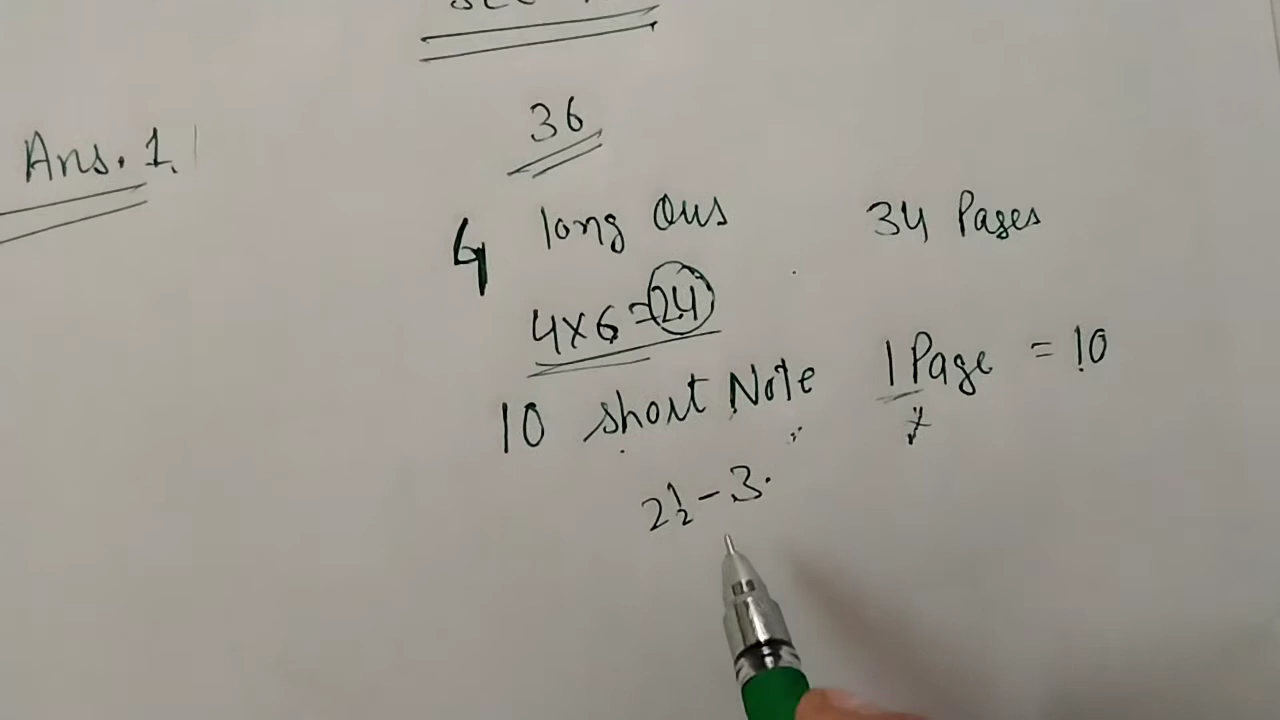 36
Ans. 1.
4 long Qus
34 Pages
4x6=24
1 Page = 10
10 short Note
2½-3.